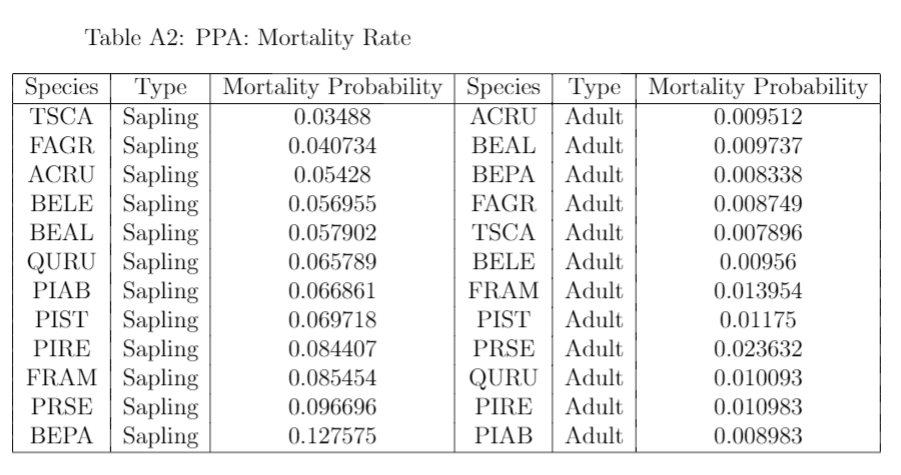 Table A2: PPA: Mortality Rate
Species Type Mortality Probability Species Type Mortality Probability
TSCA Sapling 0.03488 ACRU Adult 0.009512
FAGR Sapling 0.040734 BEAL Adult 0.009737
ACRU Sapling 0.05428 BEPA Adult 0.008338
BELE Sapling 0.056955 FAGR Adult 0.008749
BEAL Sapling 0.057902 TSCA Adult 0.007896
QURU Sapling 0.065789 BELE Adult 0.00956
PIAB Sapling 0.066861 FRAM Adult 0.013954
PIST Sapling 0.069718 PIST Adult 0.01175
PIRE Sapling 0.084407 PRSE Adult 0.023632
FRAM Sapling 0.085454 QURU Adult 0.010093
PRSE Sapling 0.096696 PIRE Adult 0.010983
BEPA Sapling 0.127575 PIAB Adult 0.008983